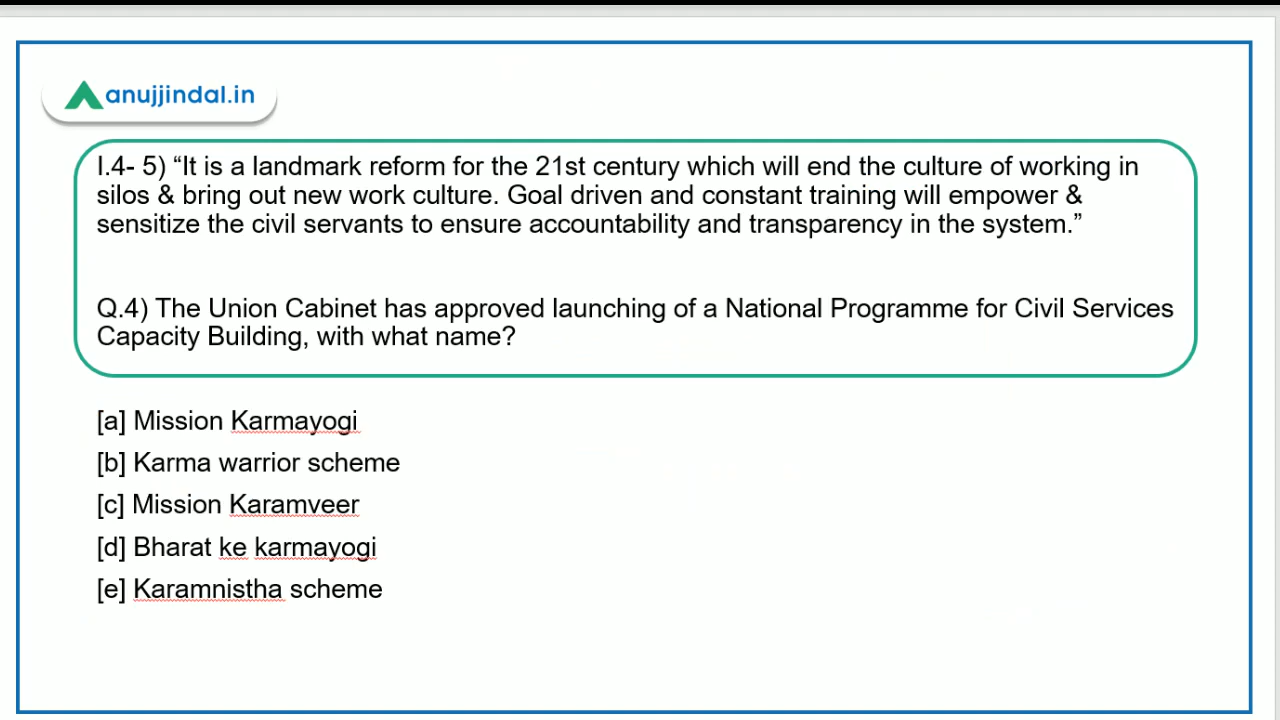 anujjindal.in
I.4- 5) “It is a landmark reform for the 21st century which will end the culture of working in
silos & bring out new work culture. Goal driven and constant training will empower &
sensitize the civil servants to ensure accountability and transparency in the system.”
Q.4) The Union Cabinet has approved launching of a National Programme for Civil Services
Capacity Building, with what name?
[a] Mission Karmayogi
[b] Karma warrior scheme
[c] Mission Karamveer
[d] Bharat ke karmayogi
[e] Karamnistha scheme